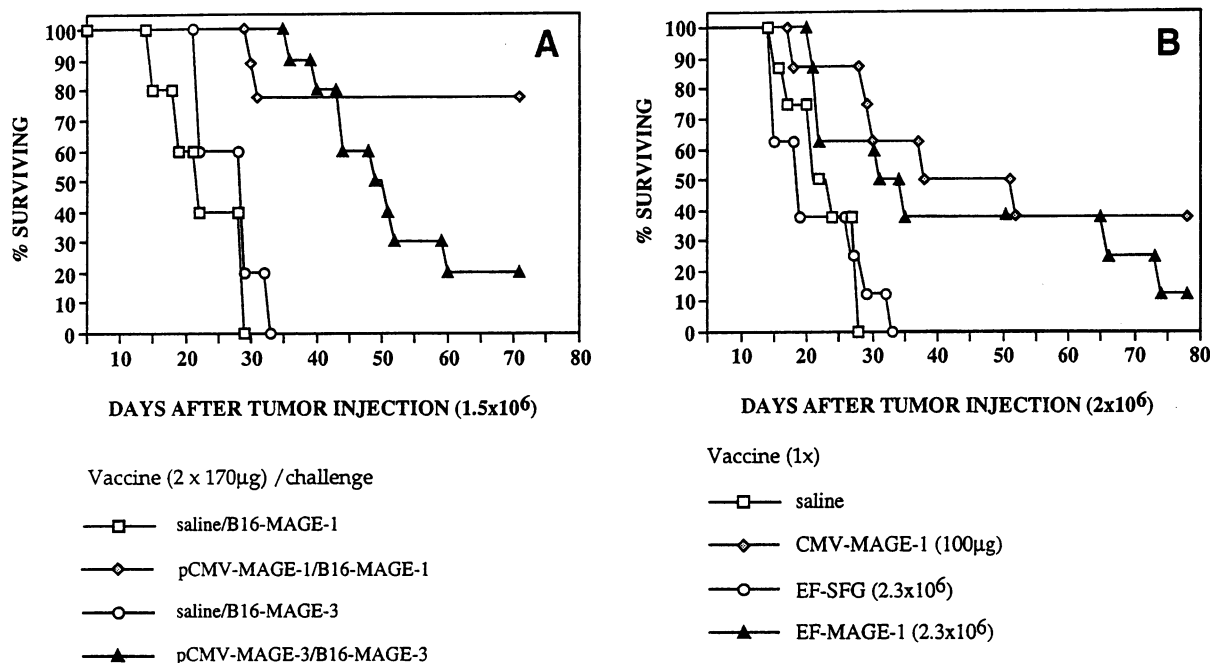 A
100
90
80
70
60
50
40
30
20
10
0
% SURVIVING
10 20 30 40 50 60 70 80
DAYS AFTER TUMOR INJECTION (1.5x10⁶)
Vaccine (2 x 170µg) /challenge
saline/B16-MAGE-1
pCMV-MAGE-1/B16-MAGE-1
saline/B16-MAGE-3
pCMV-MAGE-3/B16-MAGE-3
B
100
90
80
70
60
50
40
30
20
10
0
% SURVIVING
10 20 30 40 50 60 70 80
DAYS AFTER TUMOR INJECTION (2x10⁶)
Vaccine (1x)
saline
CMV-MAGE-1 (100µg)
EF-SFG (2.3x10⁶)
EF-MAGE-1 (2.3x10⁶)